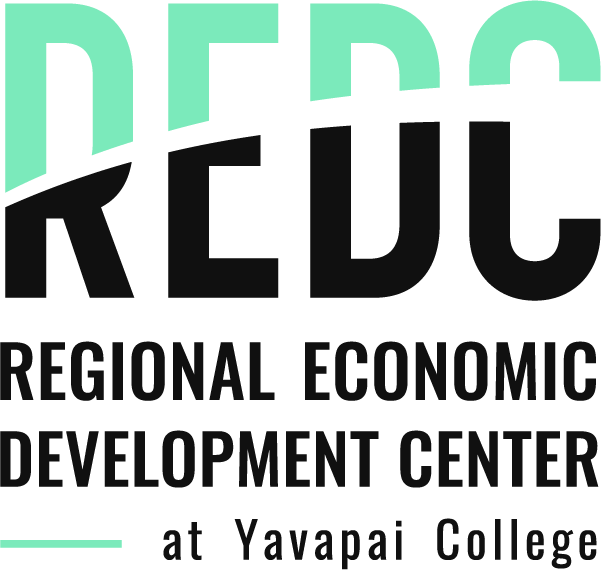 REDC
REGIONAL ECONOMIC
DEVELOPMENT CENTER
at Yavapai College